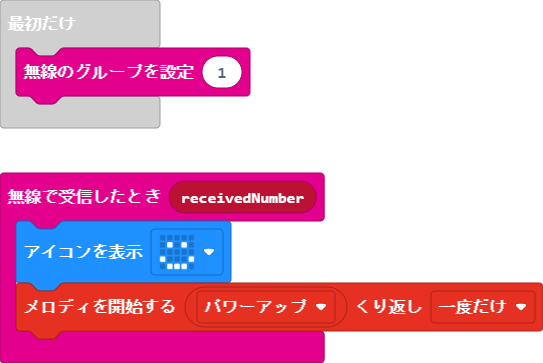 最初だけ
無線のグループを設定 1
無線で受信したとき receivedNumber
アイコンを表示
メロディを開始する パワーアップ くり返し 一度だけ